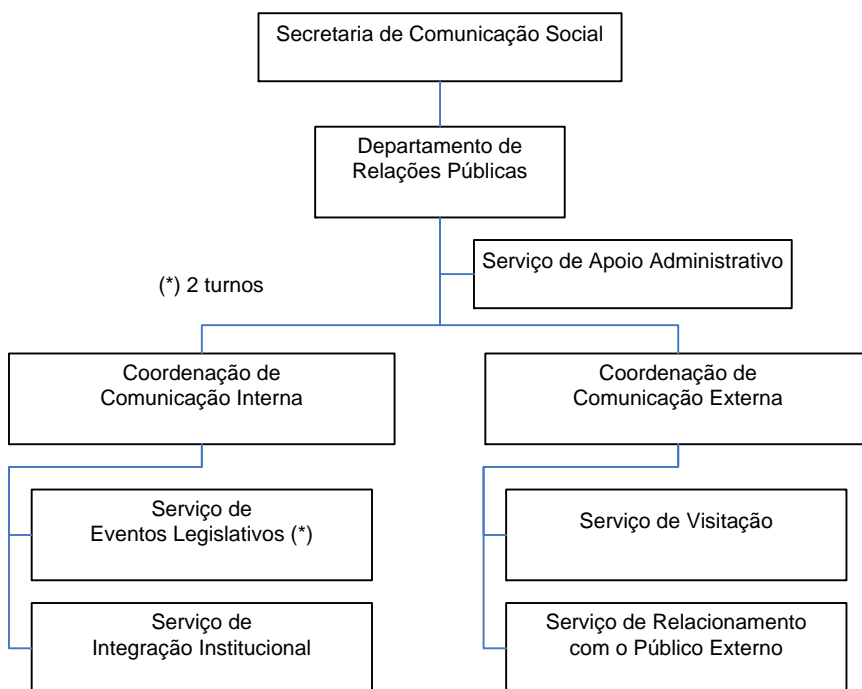 Secretaria de Comunicação Social
Departamento de
Relações Públicas
Serviço de Apoio Administrativo
(*) 2 turnos
Coordenação de
Comunicação Interna
Coordenação de
Comunicação Externa
Serviço de
Eventos Legislativos (*)
Serviço de Visitação
Serviço de
Integração Institucional
Serviço de Relacionamento
com o Público Externo